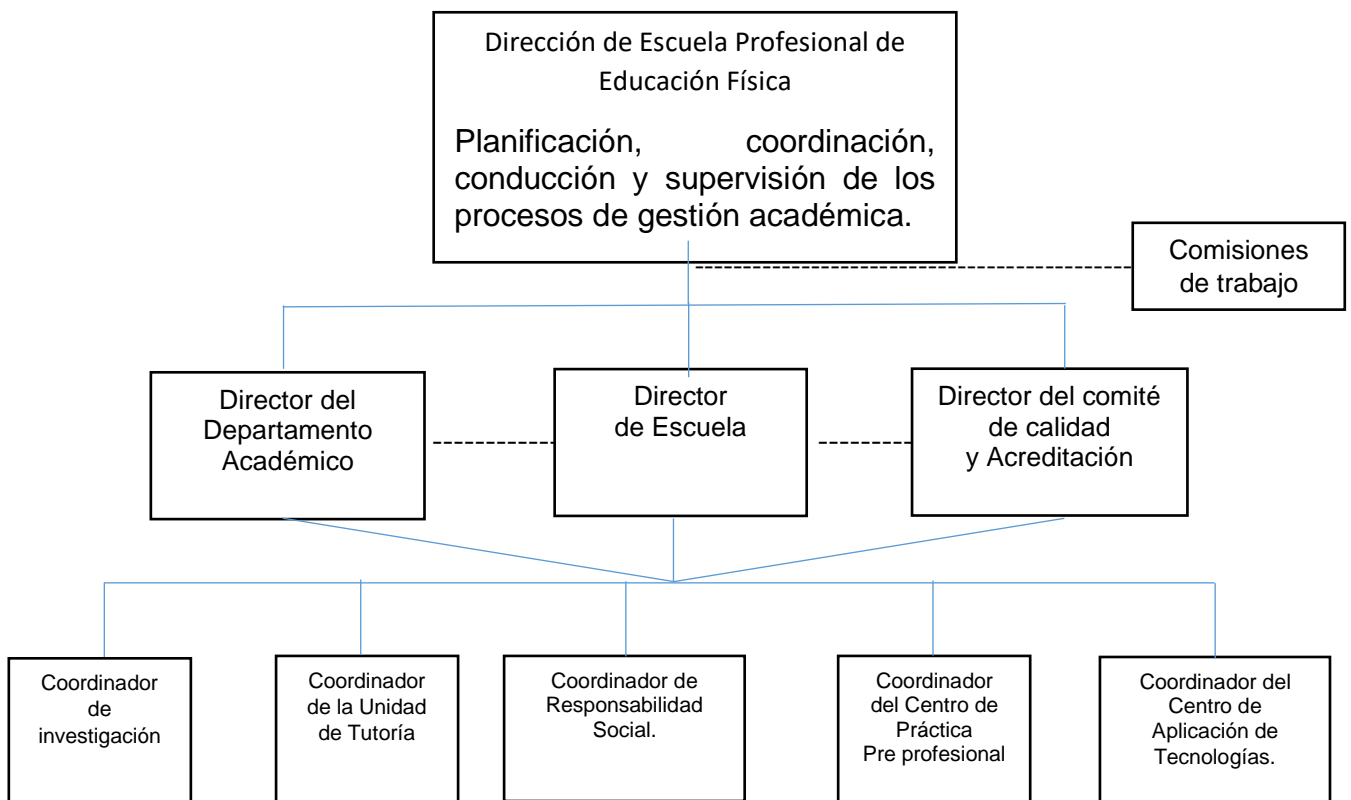 Dirección de Escuela Profesional de
Educación Física
Planificación, coordinación,
conducción y supervisión de los
procesos de gestión académica.
Comisiones
de trabajo
Director del
Departamento
Académico
Director
de Escuela
Director del comité
de calidad
y Acreditación
Coordinador
de
investigación
Coordinador
de la Unidad
de Tutoría
Coordinador de
Responsabilidad
Social.
Coordinador
del Centro de
Práctica
Pre profesional
Coordinador del
Centro de
Aplicación de
Tecnologías.